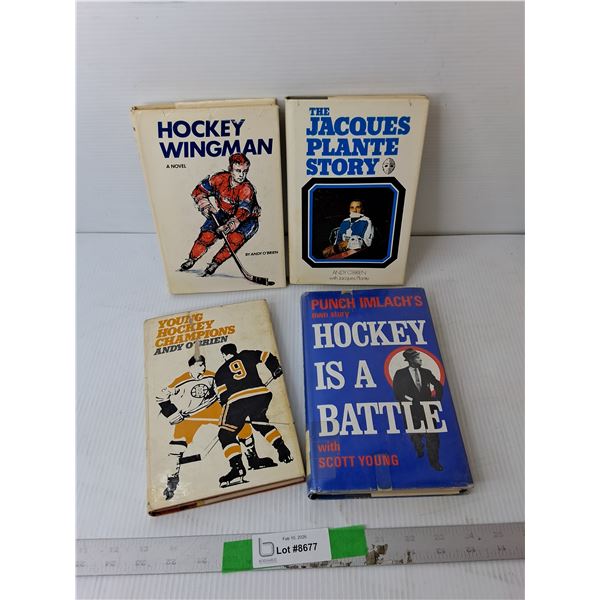 HOCKEY
WINGMAN
A NOVEL
BY ANDY O'BRIEN
THE
JACQUES
PLANTE
STORY
ANDY O'BRIEN
with Jacques Plante
YOUNG
HOCKEY
CHAMPIONS
ANDY O'BRIEN
9
PUNCH IMLACH'S
own story
HOCKEY
IS A
BATTLE
with
SCOTT YOUNG
Lot #8677